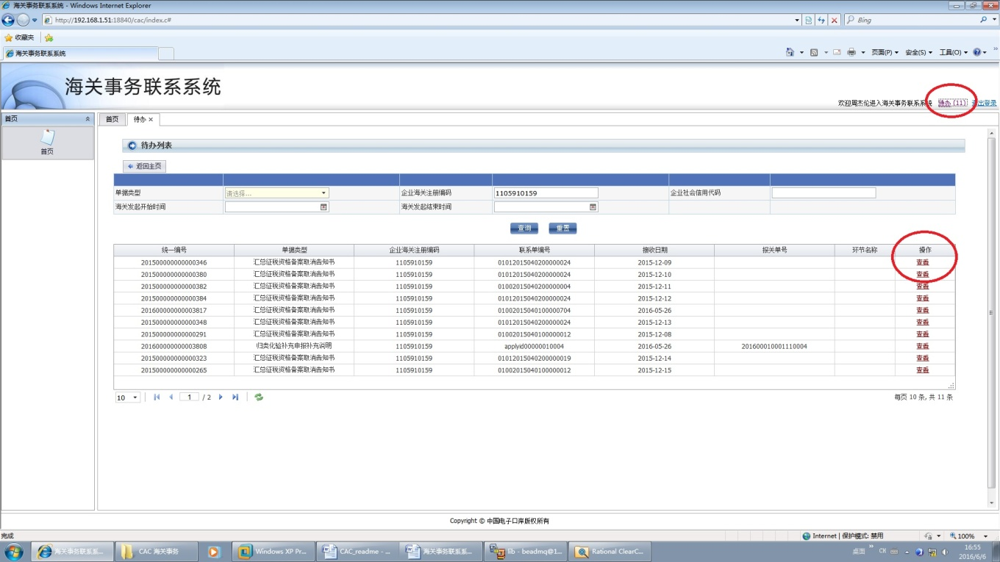 海关事务联系系统 - Windows Internet Explorer
http://192.168.1.51:18840/cac/index.c#
Bing
收藏夹
海关事务联系系统
页面(P) 安全(S) 工具(O)
海关事务联系系统
欢迎周杰伦进入海关事务联系系统 待办 (11) 退出登录
首页
首页
首页 待办
待办列表
返回主页
单据类型 请选择... 企业海关注册编码 1105910159 企业社会信用代码
海关发起开始时间 海关发起结束时间
查询 重置
统一编号 单据类型 企业海关注册编码 联系单编号 接收日期 报关单号 环节名称 操作
201500000000000346 汇总征税资格备案取消告知书 1105910159 01012015040200000024 2015-12-09 查看
201500000000000380 汇总征税资格备案取消告知书 1105910159 01012015040200000024 2015-12-10 查看
201500000000000382 汇总征税资格备案取消告知书 1105910159 01002015040200000004 2015-12-11 查看
201500000000000384 汇总征税资格备案取消告知书 1105910159 01012015040200000024 2015-12-12 查看
201600000000003817 汇总征税资格备案取消告知书 1105910159 01002015040100000704 2016-05-26 查看
201500000000000348 汇总征税资格备案取消告知书 1105910159 01012015040200000024 2015-12-13 查看
201500000000000291 汇总征税资格备案取消告知书 1105910159 01002015040100000012 2015-12-08 查看
201600000000003808 归类化验补充申报补充说明 1105910159 applyid00000010004 2016-05-26 201600010001110004 查看
201500000000000323 汇总征税资格备案取消告知书 1105910159 01012015040200000019 2015-12-14 查看
201500000000000265 汇总征税资格备案取消告知书 1105910159 01002015040100000012 2015-12-15 查看
10 1 / 2 每页 10 条, 共 11 条
Copyright © 中国电子口岸版权所有
完成 Internet | 保护模式: 禁用 100%
海关事务联系系... CAC 海关事务 Windows XP Pr... CAC_readme - ... 海关事务联系系... lib - beadmq@1... Rational ClearC... 桌面 CH 16:55
2016/6/6